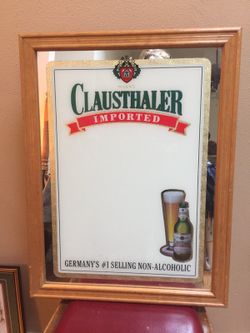 CLAUSTHALER
IMPORTED
GERMANY'S #1 SELLING NON-ALCOHOLIC